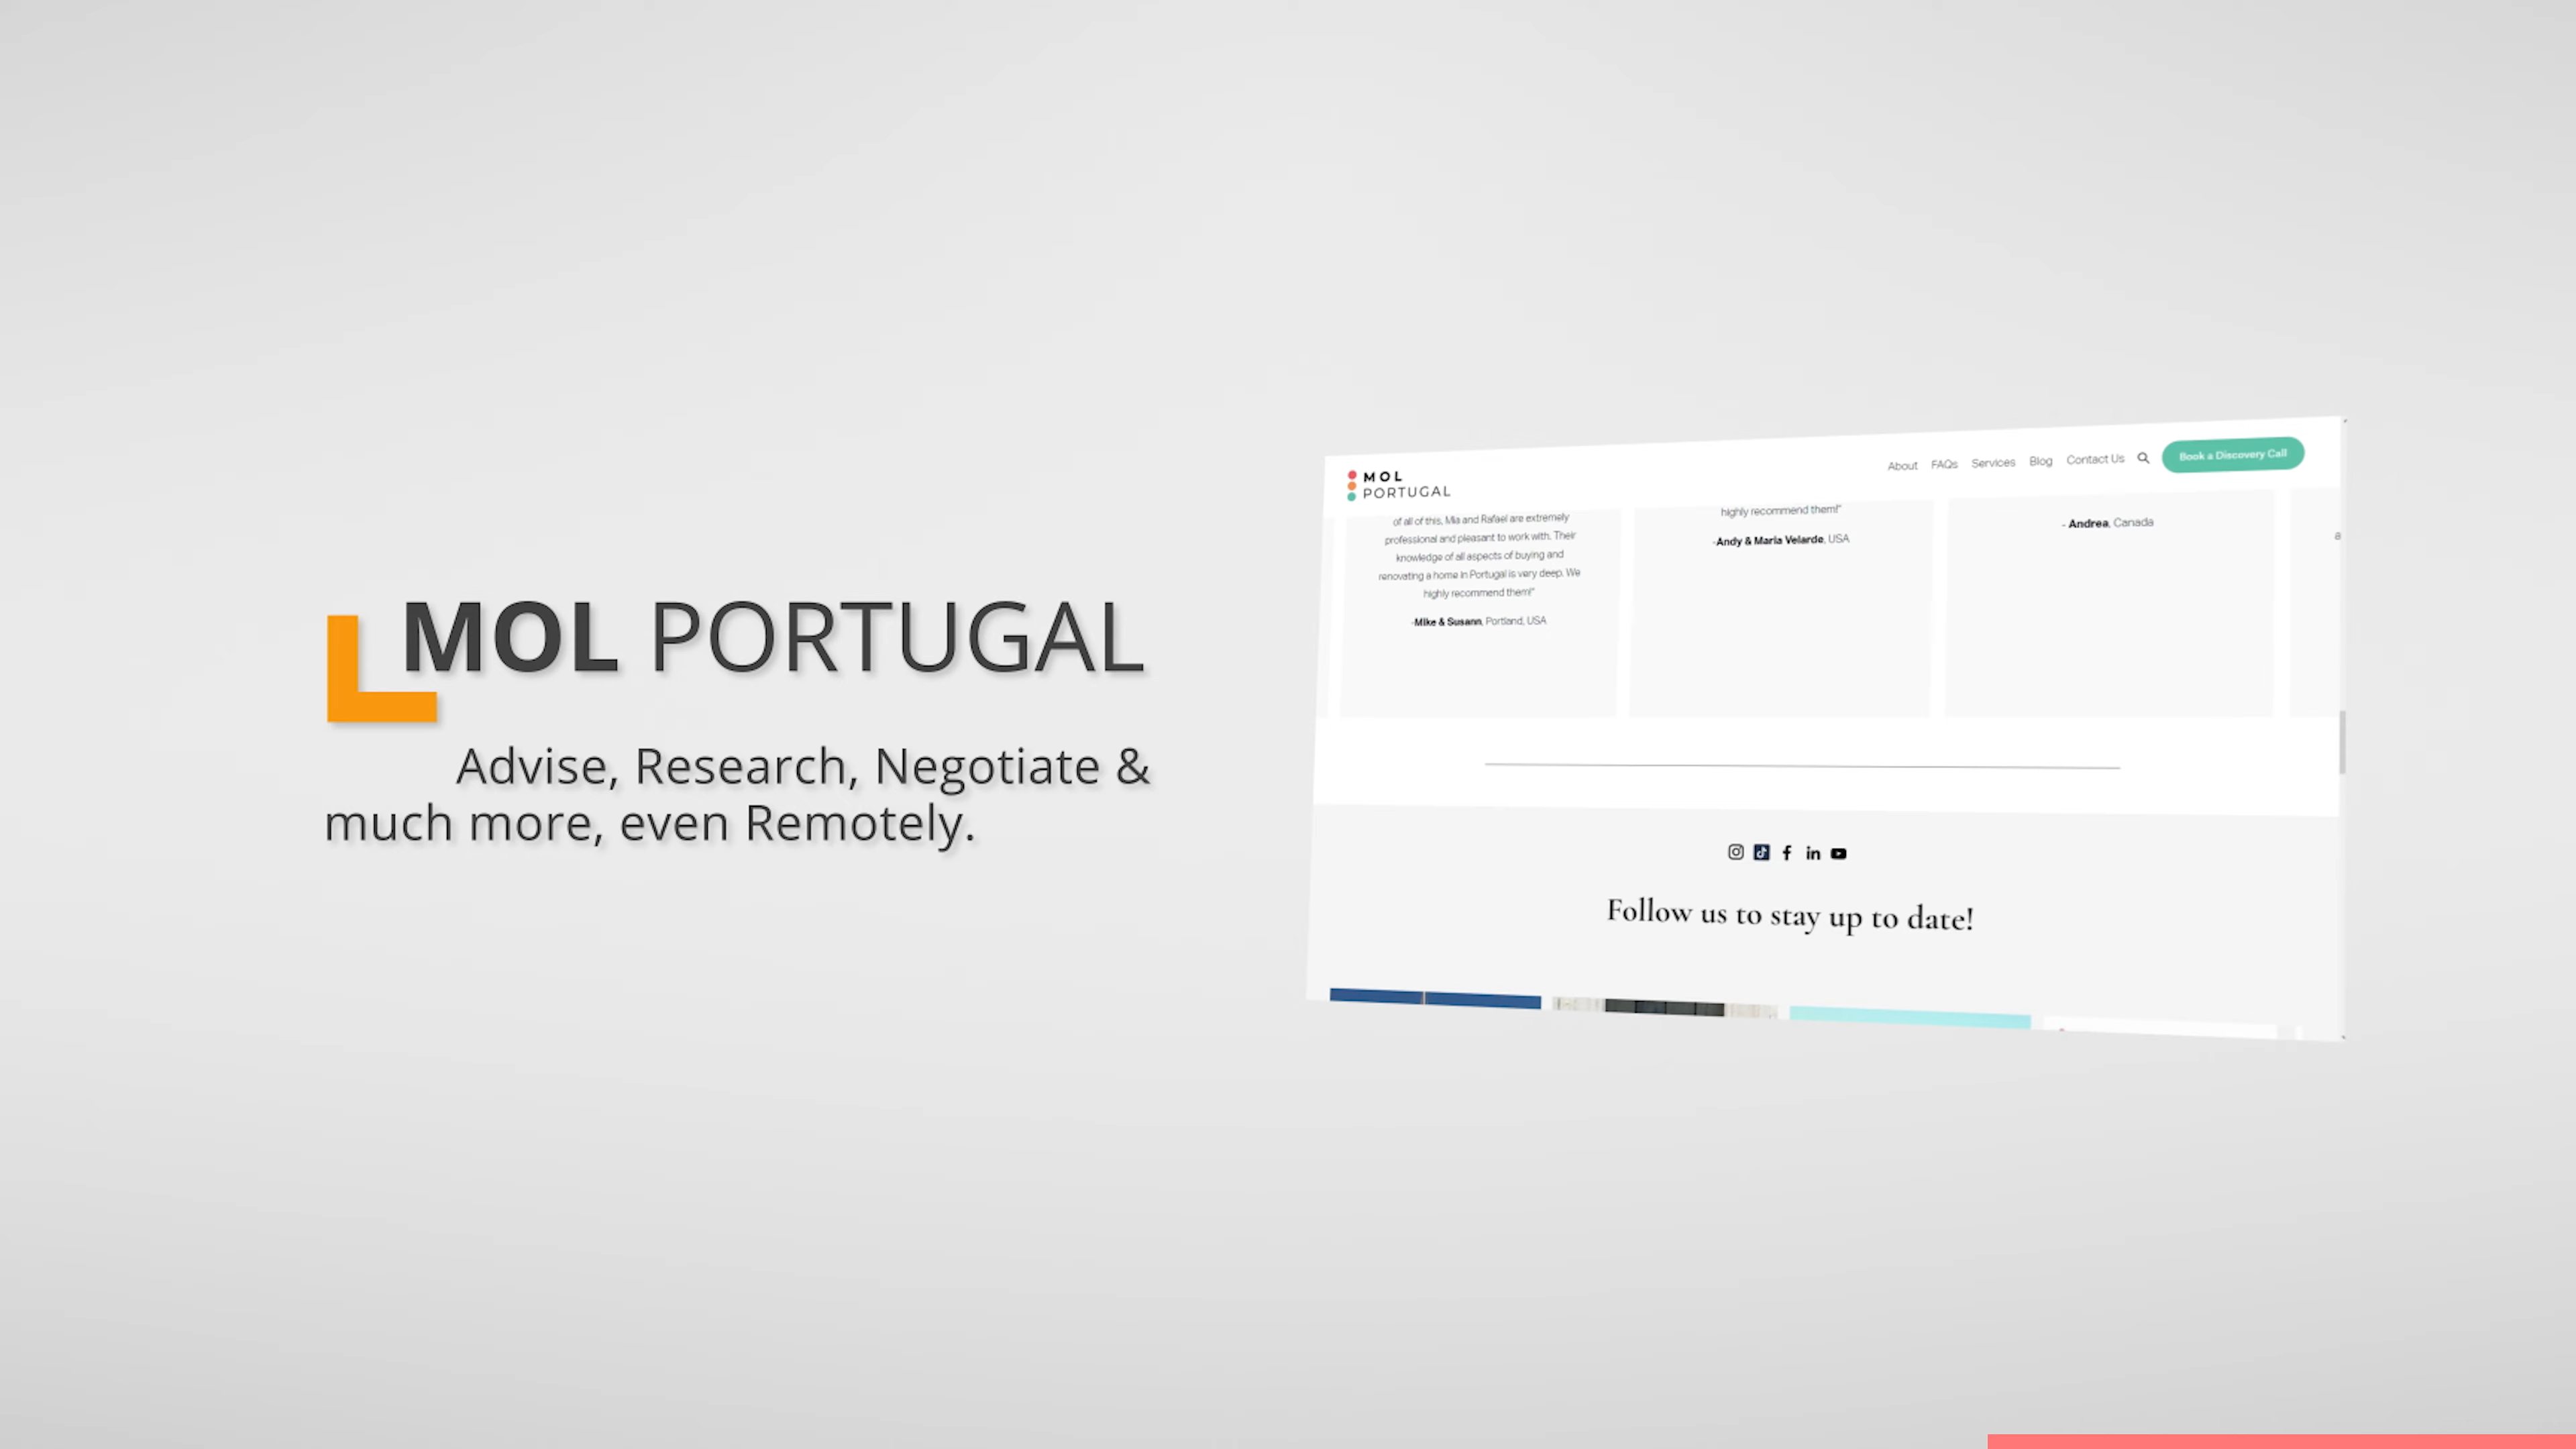 MOL PORTUGAL
Advise, Research, Negotiate &
much more, even Remotely.
MOL
PORTUGAL
About FAQs Services Blog Contact Us
Book a Discovery Call
of all of this, Mia and Rafael are extremely
professional and pleasant to work with. Their
knowledge of all aspects of buying and
renovating a home in Portugal is very deep. We
highly recommend them!"
-Mike & Susann, Portland, USA
highly recommend them!"
-Andy & Maria Velarde, USA
- Andrea, Canada
a
Follow us to stay up to date!